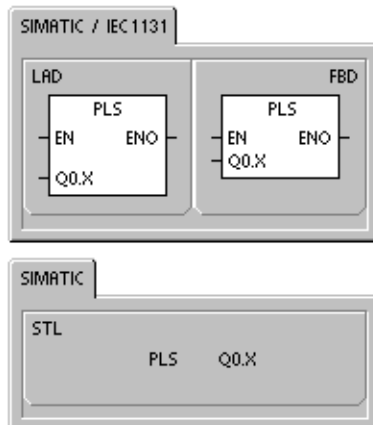 SIMATIC / IEC1131
LAD
PLS
EN ENO
Q0.X
FBD
PLS
EN ENO
Q0.X
SIMATIC
STL
PLS Q0.X